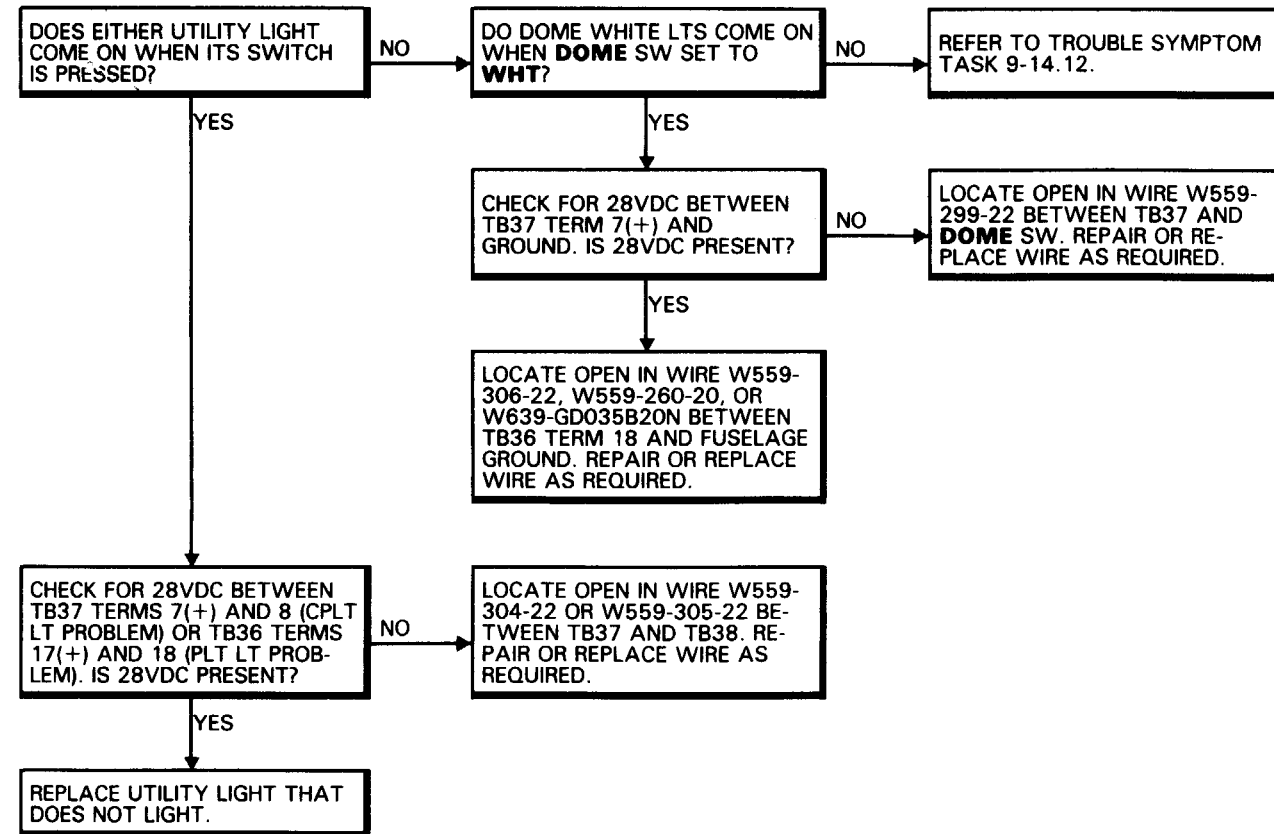 DOES EITHER UTILITY LIGHT
COME ON WHEN ITS SWITCH
IS PRESSED?
NO
DO DOME WHITE LTS COME ON
WHEN DOME SW SET TO
WHT?
NO
REFER TO TROUBLE SYMPTOM
TASK 9-14.12.
YES
YES
CHECK FOR 28VDC BETWEEN
TB37 TERM 7(+) AND
GROUND. IS 28VDC PRESENT?
NO
LOCATE OPEN IN WIRE W559-
299-22 BETWEEN TB37 AND
DOME SW. REPAIR OR RE-
PLACE WIRE AS REQUIRED.
YES
LOCATE OPEN IN WIRE W559-
306-22, W559-260-20, OR
W639-GD035B20N BETWEEN
TB36 TERM 18 AND FUSELAGE
GROUND. REPAIR OR REPLACE
WIRE AS REQUIRED.
CHECK FOR 28VDC BETWEEN
TB37 TERMS 7(+) AND 8 (CPLT
LT PROBLEM) OR TB36 TERMS
17(+) AND 18 (PLT LT PROB-
LEM). IS 28VDC PRESENT?
NO
LOCATE OPEN IN WIRE W559-
304-22 OR W559-305-22 BE-
TWEEN TB37 AND TB38. RE-
PAIR OR REPLACE WIRE AS
REQUIRED.
YES
REPLACE UTILITY LIGHT THAT
DOES NOT LIGHT.